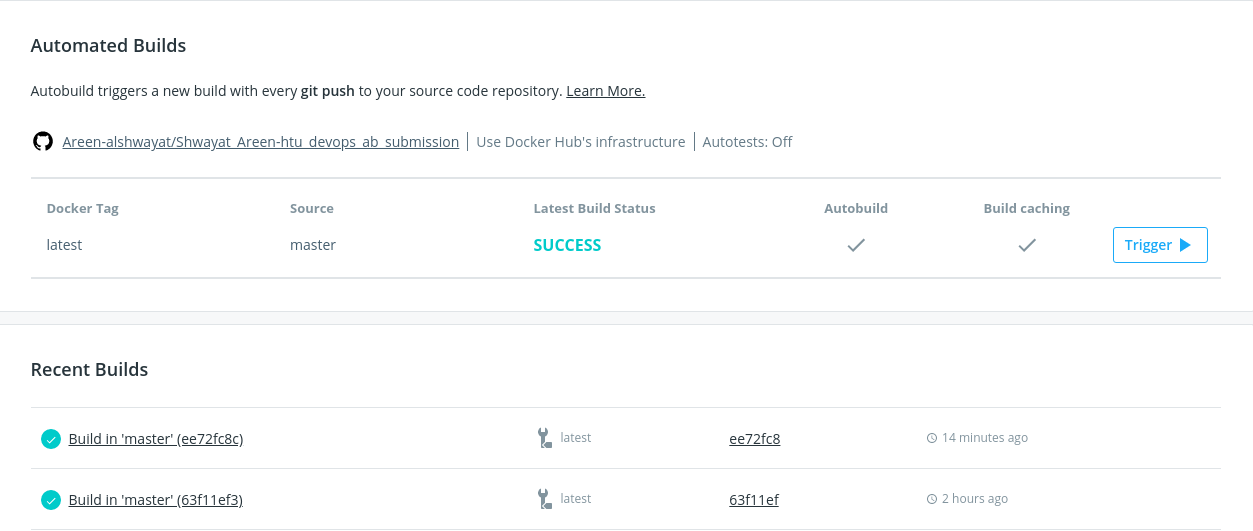 Automated Builds
Autobuild triggers a new build with every git push to your source code repository. Learn More.
Areen-alshwayat/Shwayat_Areen-htu_devops_ab_submission | Use Docker Hub's infrastructure | Autotests: Off
Docker Tag Source Latest Build Status Autobuild Build caching
latest master SUCCESS Trigger
Recent Builds
Build in 'master' (ee72fc8c) latest ee72fc8 14 minutes ago
Build in 'master' (63f11ef3) latest 63f11ef 2 hours ago